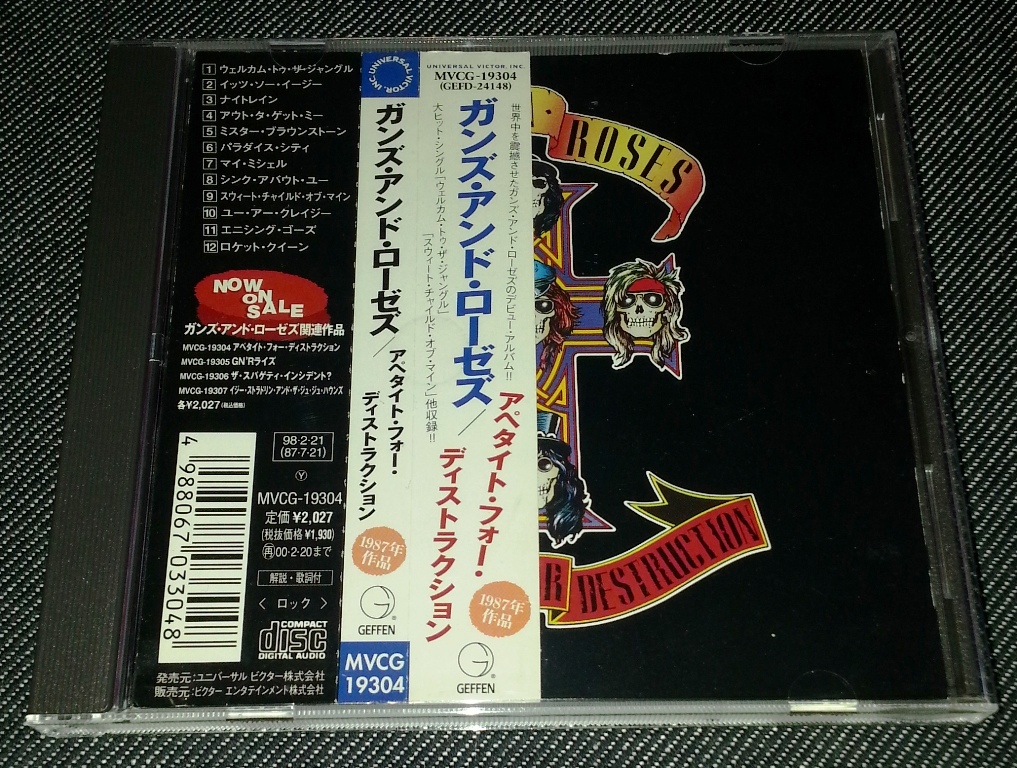 1 ウェルカム・トゥ・ザ・ジャングル
2 イッツ・ソー・イージー
3 ナイトレイン
4 アウト・タ・ゲット・ミー
5 ミスター・ブラウンストーン
6 パラダイス・シティ
7 マイ・ミシェル
8 シンク・アバウト・ユー
9 スウィート・チャイルド・オブ・マイン
10 ユー・アー・クレイジー
11 エニシング・ゴーズ
12 ロケット・クイーン
NOW
ON
SALE
ガンズ・アンド・ローゼズ関連作品
MVCG-19304 アペタイト・フォー・ディストラクション
MVCG-19305 GN'Rライズ
MVCG-19306 ザ・スパゲティ・インシデント?
MVCG-19307 イジー・ストラドリン・アンド・ザ・ジュ・ジュ・ハウンズ
各¥2,027(税込価格)
4 988067 033048
98・2・21
(87・7・21)
Y
MVCG-19304
定価 ¥2,027
(税抜価格 ¥1,930)
再00・2・20まで
解説・歌詞付
〈 ロック 〉
COMPACT
disc
DIGITAL AUDIO
発売元:ユニバーサル ビクター株式会社
販売元:ビクター エンタテインメント株式会社
UNIVERSAL VICTOR, INC.
ガンズ・アンド・ローゼズ/
アペタイト・フォー・
ディストラクション
1987年
作品
GEFFEN
MVCG
19304
UNIVERSAL VICTOR, INC.
MVCG-19304
(GEFD-24148)
世界中を震撼させたガンズ・アンド・ローゼズのデビュー・アルバム!!
大ヒット・シングル「ウェルカム・トゥ・ザ・ジャングル」
「スウィート・チャイルド・オブ・マイン」他収録!!
ガンズ・アンド・ローゼズ/
アペタイト・フォー・
ディストラクション
1987年
作品
GEFFEN
ROSES
R DESTRUCTION